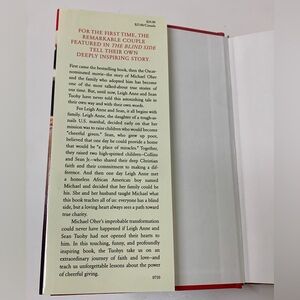 $24.00
FOR THE FIRST TIME, THE
REMARKABLE COUPLE
FEATURED IN THE BLIND SIDE
TELL THEIR OWN
DEEPLY INSPIRING STORY.
First came the bestselling book, then the Oscar-
nominated movie—the story of Michael Oher
and the family who adopted him has become
one of the most talked-about true stories of
our time. But, until now, Leigh Anne and Sean
Tuohy have never told this astonishing tale in
their own way and with their own words.
For Leigh Anne and Sean, it all begins with
family. Leigh Anne, the daughter of a tough-as-
nails U.S. marshal, decided early on that her
mission was to raise children who would become
"cheerful givers." Sean, who grew up poor,
believed that one day he could provide a home
that would be "a place of miracles." Together,
they raised two high-spirited children—Collins
and Sean Jr.—who shared their deep Christian
faith and their commitment to making a dif-
ference. And then one day Leigh Anne met
a homeless African American boy named
Michael and decided that her family could be
his. She and her husband taught Michael what
this book teaches all of us: everyone has a blind
side, but a loving heart always sees a path toward
true charity.
Michael Oher's improbable transformation
could never have happened if Leigh Anne and
Sean Tuohy had not opened their hearts to
him. In this touching, funny, and profoundly
inspiring book, the Tuohys take us on an
extraordinary journey of faith and love—and
teach us unforgettable lessons about the power
of cheerful giving.
0710